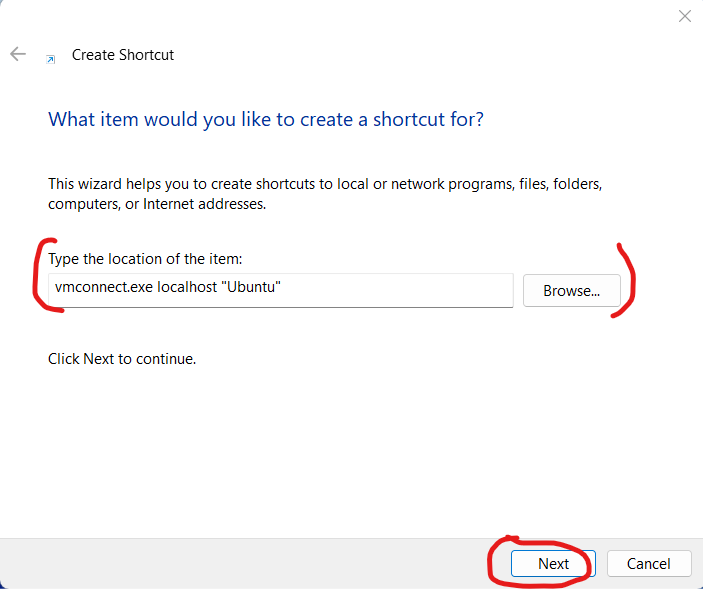 Create Shortcut
What item would you like to create a shortcut for?
This wizard helps you to create shortcuts to local or network programs, files, folders,
computers, or Internet addresses.
Type the location of the item:
vmconnect.exe localhost "Ubuntu"
Browse...
Click Next to continue.
Next
Cancel